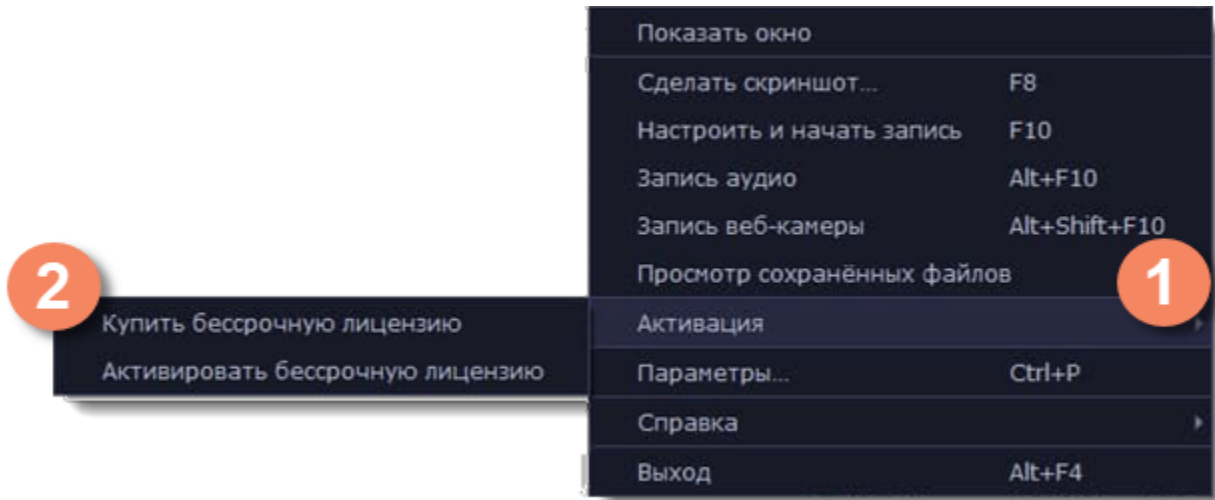 Показать окно
Сделать скриншот... F8
Настроить и начать запись F10
Запись аудио Alt+F10
Запись веб-камеры Alt+Shift+F10
Просмотр сохранённых файлов
1
Активация
2
Купить бессрочную лицензию
Активировать бессрочную лицензию
Параметры... Ctrl+P
Справка
Выход Alt+F4